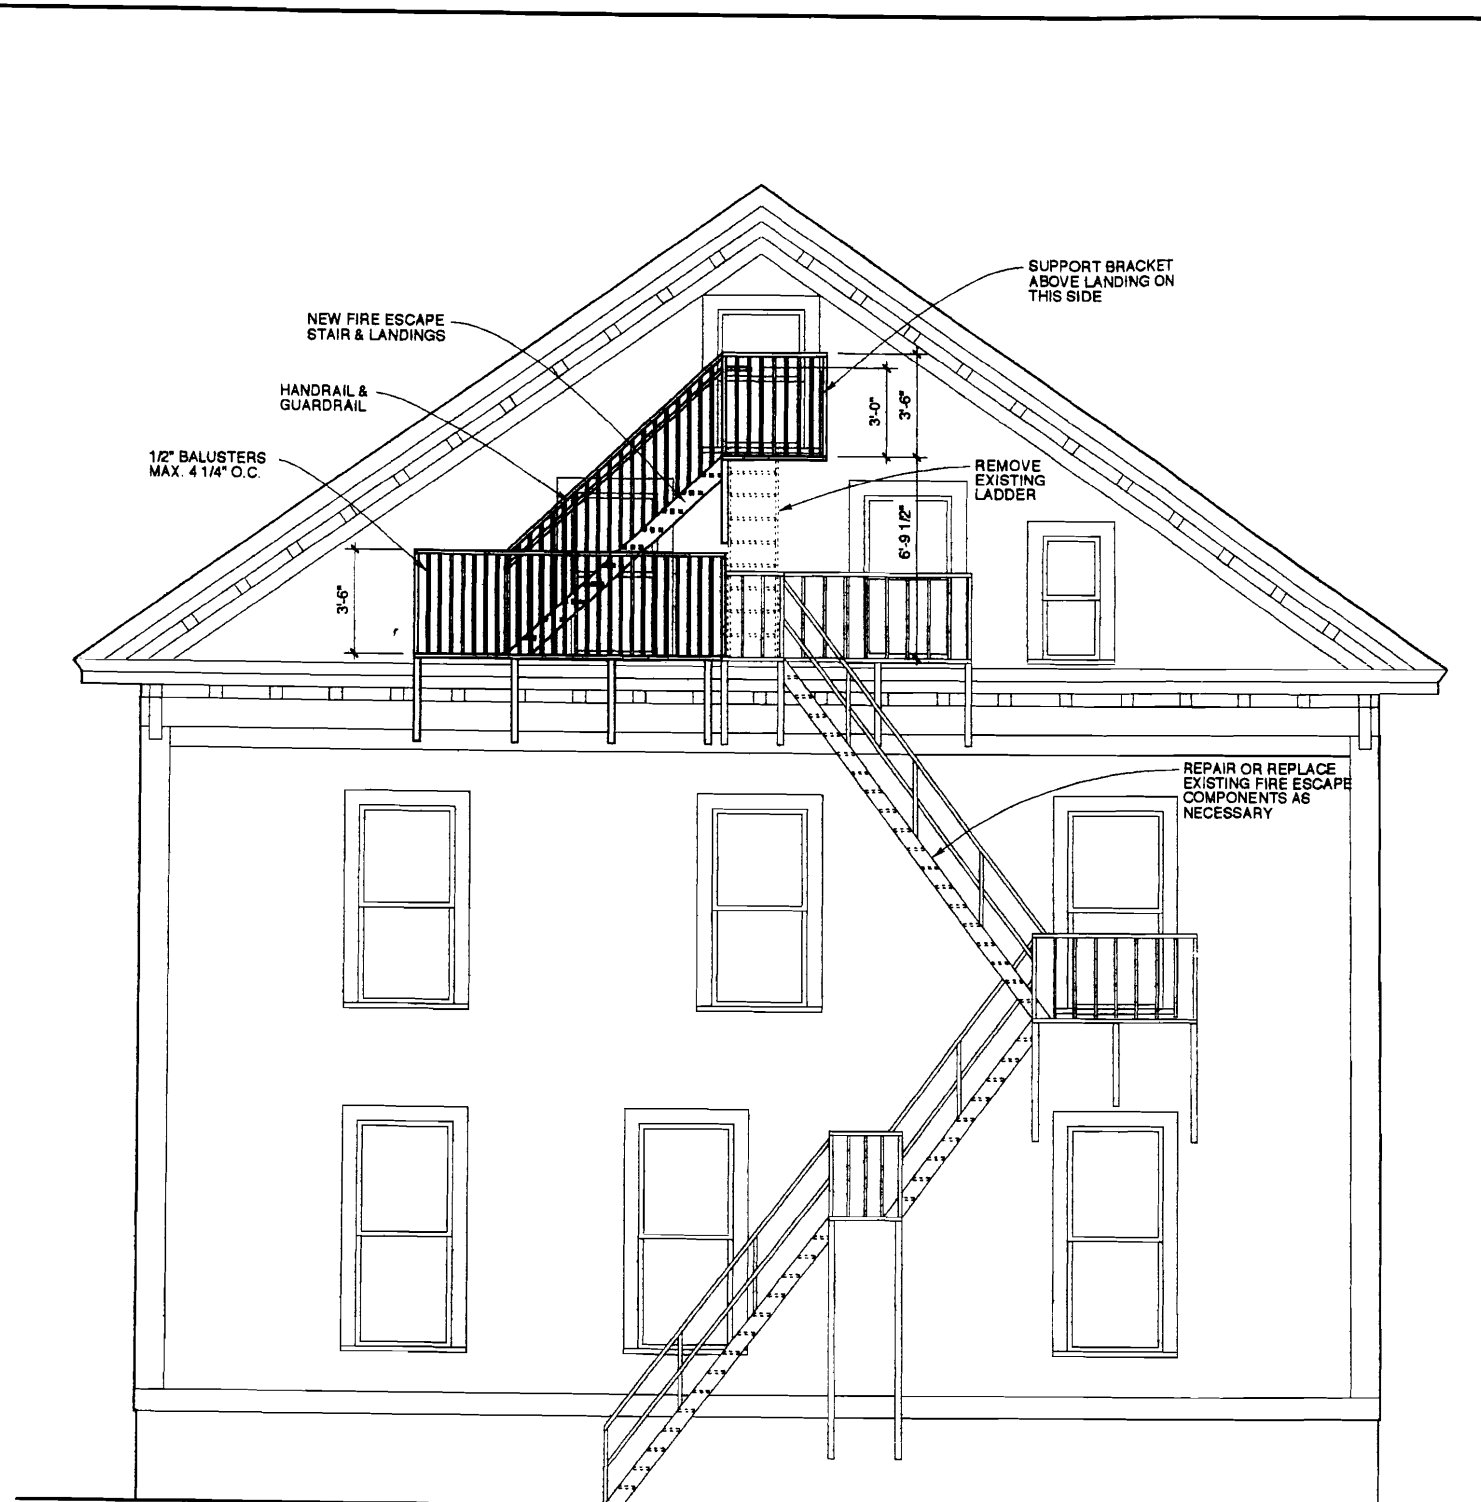 SUPPORT BRACKET
ABOVE LANDING ON
THIS SIDE
NEW FIRE ESCAPE
STAIR & LANDINGS
HANDRAIL &
GUARDRAIL
1/2" BALUSTERS
MAX. 4 1/4" O.C.
3'-0"
3'-6"
REMOVE
EXISTING
LADDER
6'-9 1/2"
3'-6"
REPAIR OR REPLACE
EXISTING FIRE ESCAPE
COMPONENTS AS
NECESSARY